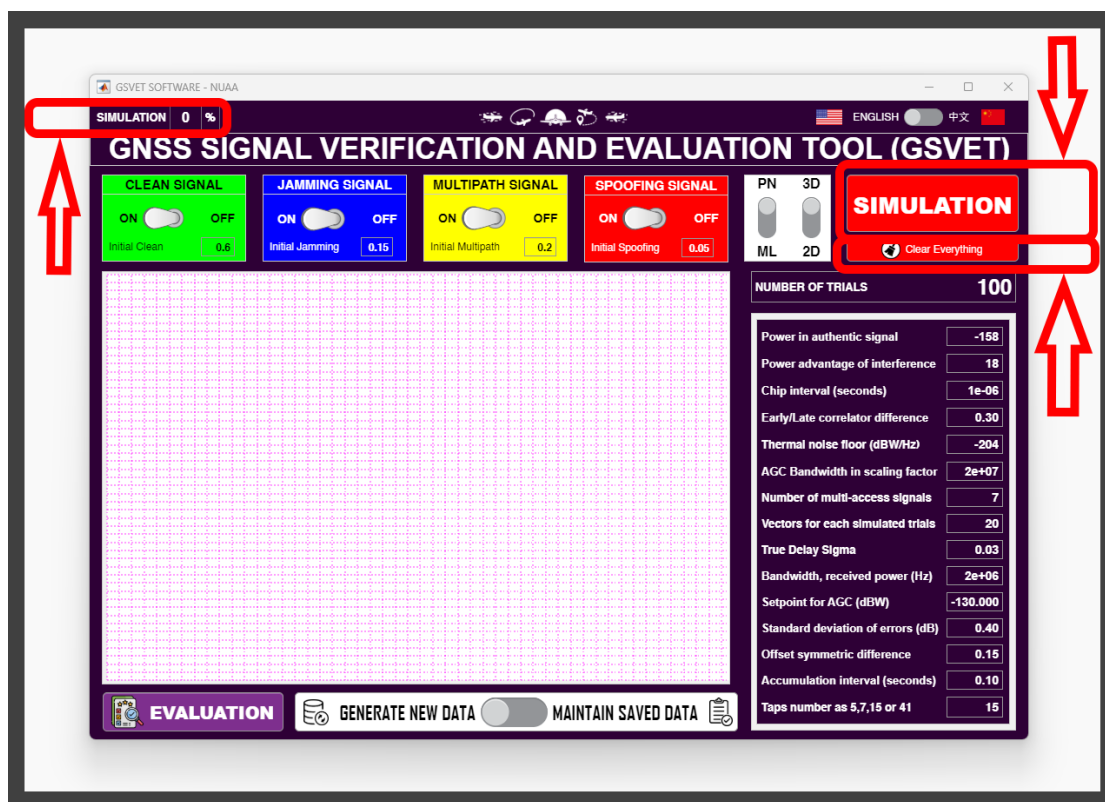 GSVET SOFTWARE - NUAA
SIMULATION 0 %
ENGLISH 中文
GNSS SIGNAL VERIFICATION AND EVALUATION TOOL (GSVET)
CLEAN SIGNAL
ON OFF
Initial Clean 0.6
JAMMING SIGNAL
ON OFF
Initial Jamming 0.15
MULTIPATH SIGNAL
ON OFF
Initial Multipath 0.2
SPOOFING SIGNAL
ON OFF
Initial Spoofing 0.05
PN 3D
ML 2D
SIMULATION
Clear Everything
NUMBER OF TRIALS 100
Power in authentic signal -158
Power advantage of interference 18
Chip interval (seconds) 1e-06
Early/Late correlator difference 0.30
Thermal noise floor (dBW/Hz) -204
AGC Bandwidth in scaling factor 2e+07
Number of multi-access signals 7
Vectors for each simulated trials 20
True Delay Sigma 0.03
Bandwidth, received power (Hz) 2e+06
Setpoint for AGC (dBW) -130.000
Standard deviation of errors (dB) 0.40
Offset symmetric difference 0.15
Accumulation interval (seconds) 0.10
Taps number as 5,7,15 or 41 15
EVALUATION
GENERATE NEW DATA MAINTAIN SAVED DATA